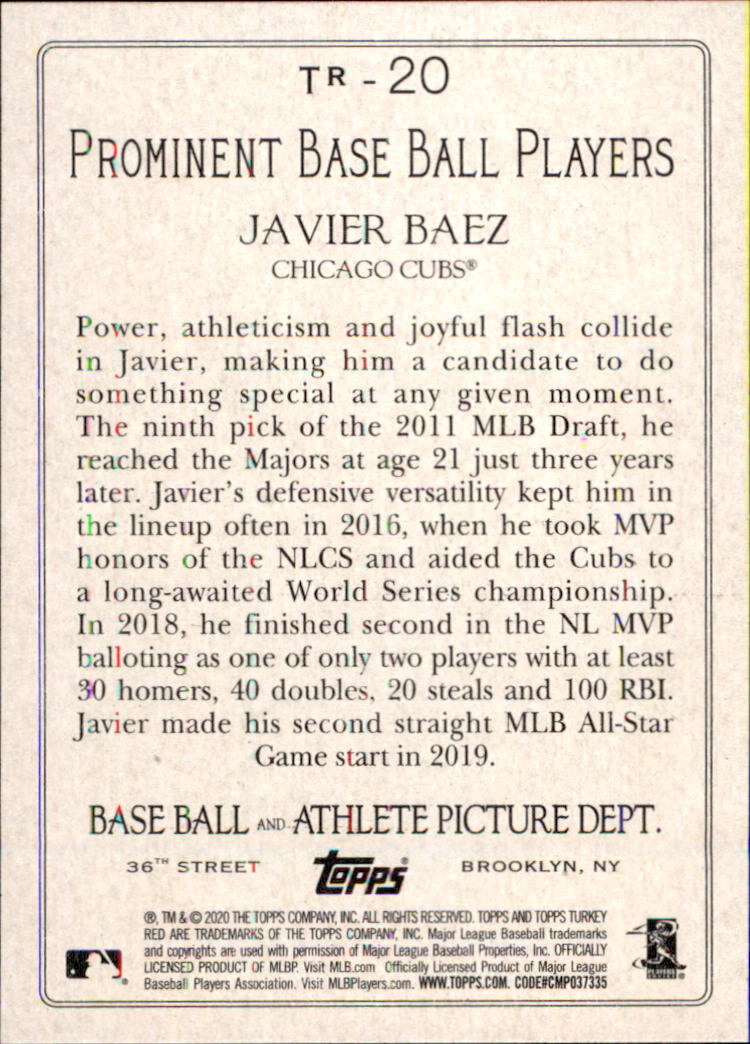 TR - 20
PROMINENT BASE BALL PLAYERS
JAVIER BAEZ
CHICAGO CUBS®
Power, athleticism and joyful flash collide
in Javier, making him a candidate to do
something special at any given moment.
The ninth pick of the 2011 MLB Draft, he
reached the Majors at age 21 just three years
later. Javier's defensive versatility kept him in
the lineup often in 2016, when he took MVP
honors of the NLCS and aided the Cubs to
a long-awaited World Series championship.
In 2018, he finished second in the NL MVP
balloting as one of only two players with at least
30 homers, 40 doubles, 20 steals and 100 RBI.
Javier made his second straight MLB All-Star
Game start in 2019.
BASE BALL AND ATHLETE PICTURE DEPT.
36TH STREET topps® BROOKLYN, NY
®, TM & © 2020 THE TOPPS COMPANY, INC. ALL RIGHTS RESERVED. TOPPS AND TOPPS TURKEY
RED ARE TRADEMARKS OF THE TOPPS COMPANY, INC. Major League Baseball trademarks
and copyrights are used with permission of Major League Baseball Properties, Inc. OFFICIALLY
LICENSED PRODUCT OF MLBP. Visit MLB.com Officially Licensed Product of Major League
Baseball Players Association. Visit MLBPlayers.com. WWW.TOPPS.COM. CODE#CMP037335
PLAYERS